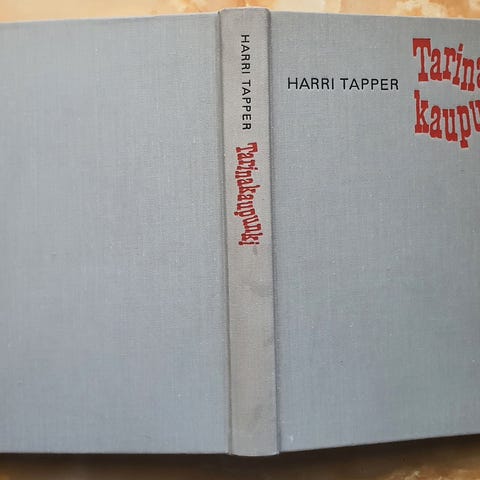 HARRI TAPPER Tarinakaupunki
HARRI TAPPER
Tarina
kaupu